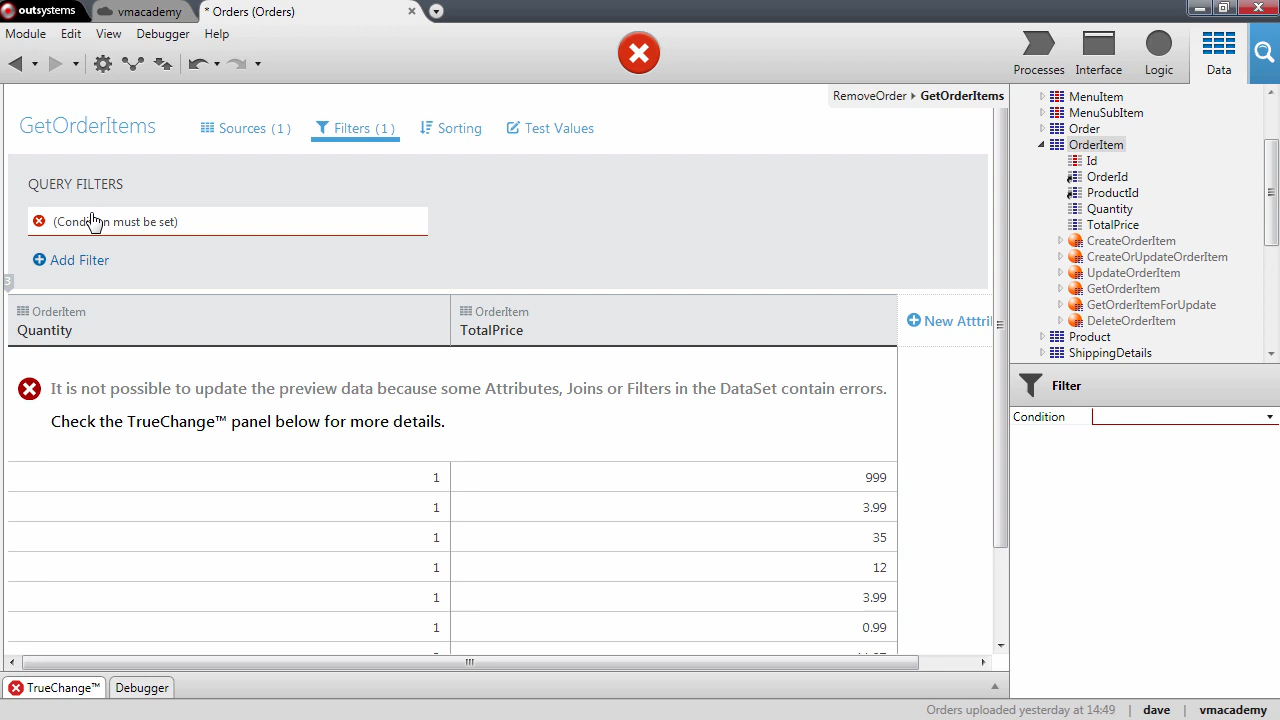 outsystems
vmacademy
* Orders (Orders)
Module Edit View Debugger Help
Processes Interface Logic Data
RemoveOrder GetOrderItems
GetOrderItems
Sources (1) Filters (1) Sorting Test Values
QUERY FILTERS
(Condition must be set)
Add Filter
3
OrderItem
Quantity
OrderItem
TotalPrice
New Atttri
It is not possible to update the preview data because some Attributes, Joins or Filters in the DataSet contain errors.
Check the TrueChange™ panel below for more details.
1 999
1 3.99
1 35
1 12
1 3.99
1 0.99
MenuItem
MenuSubItem
Order
OrderItem
Id
OrderId
ProductId
Quantity
TotalPrice
CreateOrderItem
CreateOrUpdateOrderItem
UpdateOrderItem
GetOrderItem
GetOrderItemForUpdate
DeleteOrderItem
Product
ShippingDetails
Filter
Condition
TrueChange™ Debugger
Orders uploaded yesterday at 14:49 | dave | vmacademy